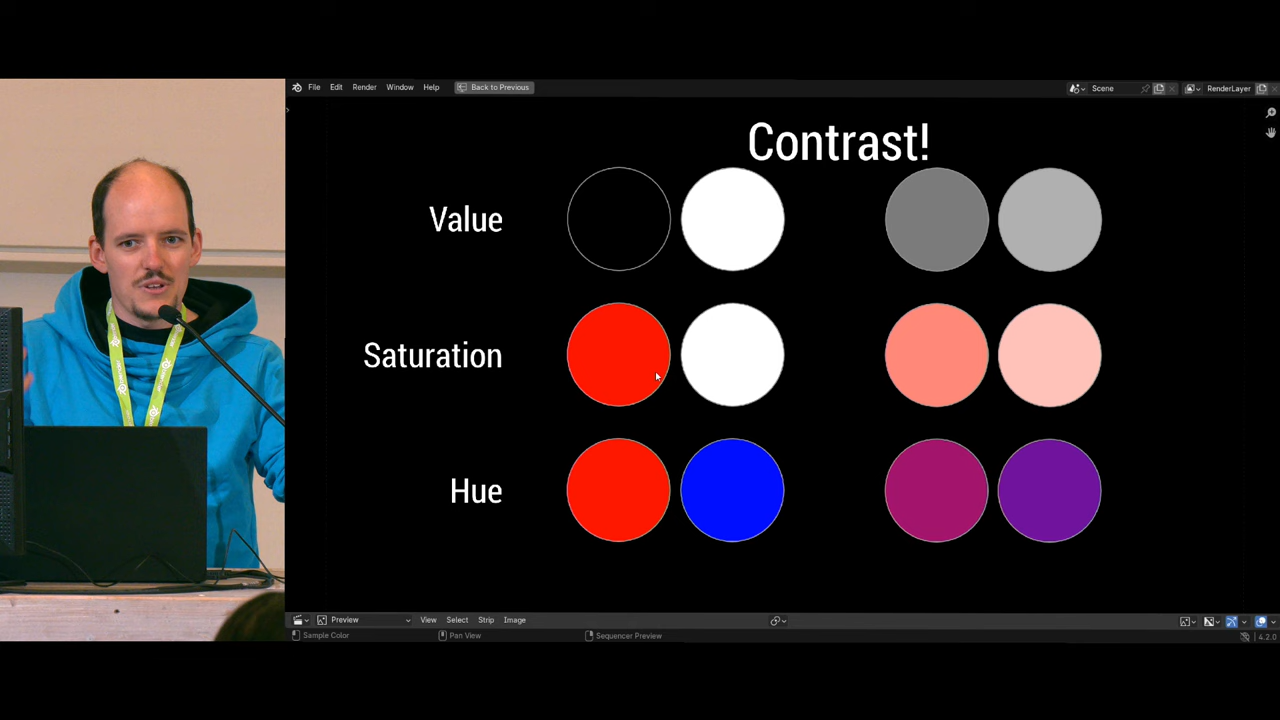 File Edit Render Window Help Back to Previous Scene RenderLayer
Contrast!
Value
Saturation
Hue
Preview View Select Strip Image
Sample Color Pan View Sequencer Preview 4.2.0